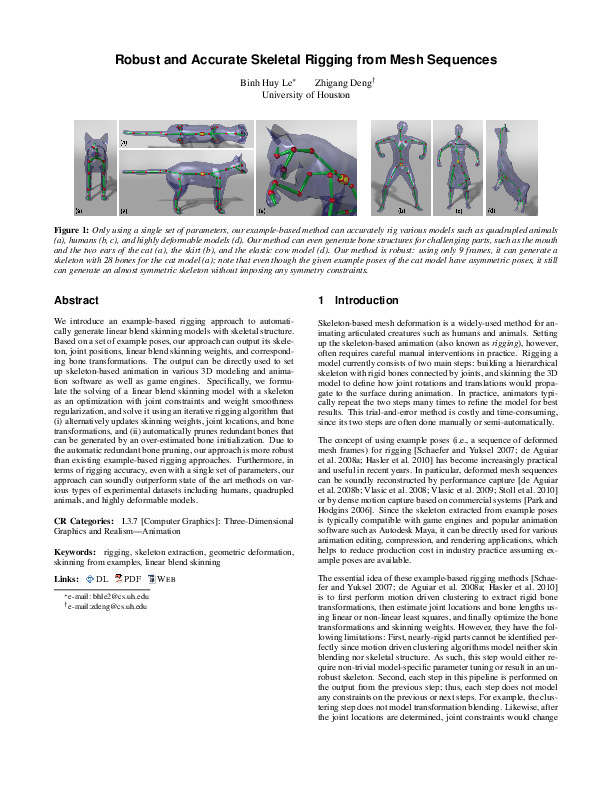 Robust and Accurate Skeletal Rigging from Mesh Sequences
Binh Huy Le* Zhigang Deng†
University of Houston
(a)
(a)
(a)
(a)
(b)
(c)
(d)
Figure 1: Only using a single set of parameters, our example-based method can accurately rig various models such as quadrupled animals
(a), humans (b, c), and highly deformable models (d). Our method can even generate bone structures for challenging parts, such as the mouth
and the two ears of the cat (a), the skirt (b), and the elastic cow model (d). Our method is robust: using only 9 frames, it can generate a
skeleton with 28 bones for the cat model (a); note that even though the given example poses of the cat model have asymmetric poses, it still
can generate an almost symmetric skeleton without imposing any symmetry constraints.
Abstract
We introduce an example-based rigging approach to automati-
cally generate linear blend skinning models with skeletal structure.
Based on a set of example poses, our approach can output its skele-
ton, joint positions, linear blend skinning weights, and correspond-
ing bone transformations. The output can be directly used to set
up skeleton-based animation in various 3D modeling and anima-
tion software as well as game engines. Specifically, we formu-
late the solving of a linear blend skinning model with a skeleton
as an optimization with joint constraints and weight smoothness
regularization, and solve it using an iterative rigging algorithm that
(i) alternatively updates skinning weights, joint locations, and bone
transformations, and (ii) automatically prunes redundant bones that
can be generated by an over-estimated bone initialization. Due to
the automatic redundant bone pruning, our approach is more robust
than existing example-based rigging approaches. Furthermore, in
terms of rigging accuracy, even with a single set of parameters, our
approach can soundly outperform state of the art methods on var-
ious types of experimental datasets including humans, quadrupled
animals, and highly deformable models.
CR Categories: I.3.7 [Computer Graphics]: Three-Dimensional
Graphics and Realism—Animation
Keywords: rigging, skeleton extraction, geometric deformation,
skinning from examples, linear blend skinning
Links: DL PDF WEB
*e-mail: bhle2@cs.uh.edu
†e-mail:zdeng@cs.uh.edu
1 Introduction
Skeleton-based mesh deformation is a widely-used method for an-
imating articulated creatures such as humans and animals. Setting
up the skeleton-based animation (also known as rigging), however,
often requires careful manual interventions in practice. Rigging a
model currently consists of two main steps: building a hierarchical
skeleton with rigid bones connected by joints, and skinning the 3D
model to define how joint rotations and translations would propa-
gate to the surface during animation. In practice, animators typi-
cally repeat the two steps many times to refine the model for best
results. This trial-and-error method is costly and time-consuming,
since its two steps are often done manually or semi-automatically.
The concept of using example poses (i.e., a sequence of deformed
mesh frames) for rigging [Schaefer and Yuksel 2007; de Aguiar
et al. 2008a; Hasler et al. 2010] has become increasingly practical
and useful in recent years. In particular, deformed mesh sequences
can be soundly reconstructed by performance capture [de Aguiar
et al. 2008b; Vlasic et al. 2008; Vlasic et al. 2009; Stoll et al. 2010]
or by dense motion capture based on commercial systems [Park and
Hodgins 2006]. Since the skeleton extracted from example poses
is typically compatible with game engines and popular animation
software such as Autodesk Maya, it can be directly used for various
animation editing, compression, and rendering applications, which
helps to reduce production cost in industry practice assuming ex-
ample poses are available.
The essential idea of these example-based rigging methods [Schae-
fer and Yuksel 2007; de Aguiar et al. 2008a; Hasler et al. 2010]
is to first perform motion driven clustering to extract rigid bone
transformations, then estimate joint locations and bone lengths us-
ing linear or non-linear least squares, and finally optimize the bone
transformations and skinning weights. However, they have the fol-
lowing limitations: First, nearly-rigid parts cannot be identified per-
fectly since motion driven clustering algorithms model neither skin
blending nor skeletal structure. As such, this step would either re-
quire non-trivial model-specific parameter tuning or result in an un-
robust skeleton. Second, each step in this pipeline is performed on
the output from the previous step; thus, each step does not model
any constraints on the previous or next steps. For example, the clus-
tering step does not model transformation blending. Likewise, after
the joint locations are determined, joint constraints would change